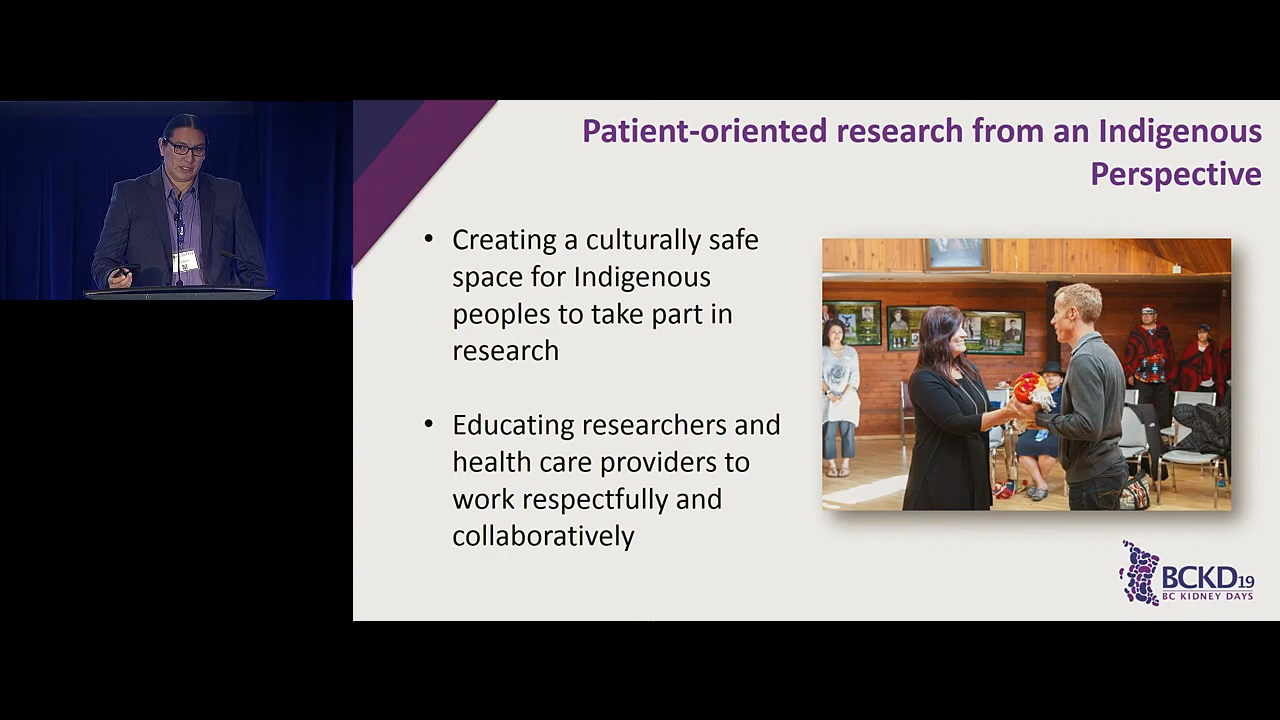 Patient-oriented research from an Indigenous
Perspective
• Creating a culturally safe
space for Indigenous
peoples to take part in
research
• Educating researchers and
health care providers to
work respectfully and
collaboratively
BCKD19
BC KIDNEY DAYS